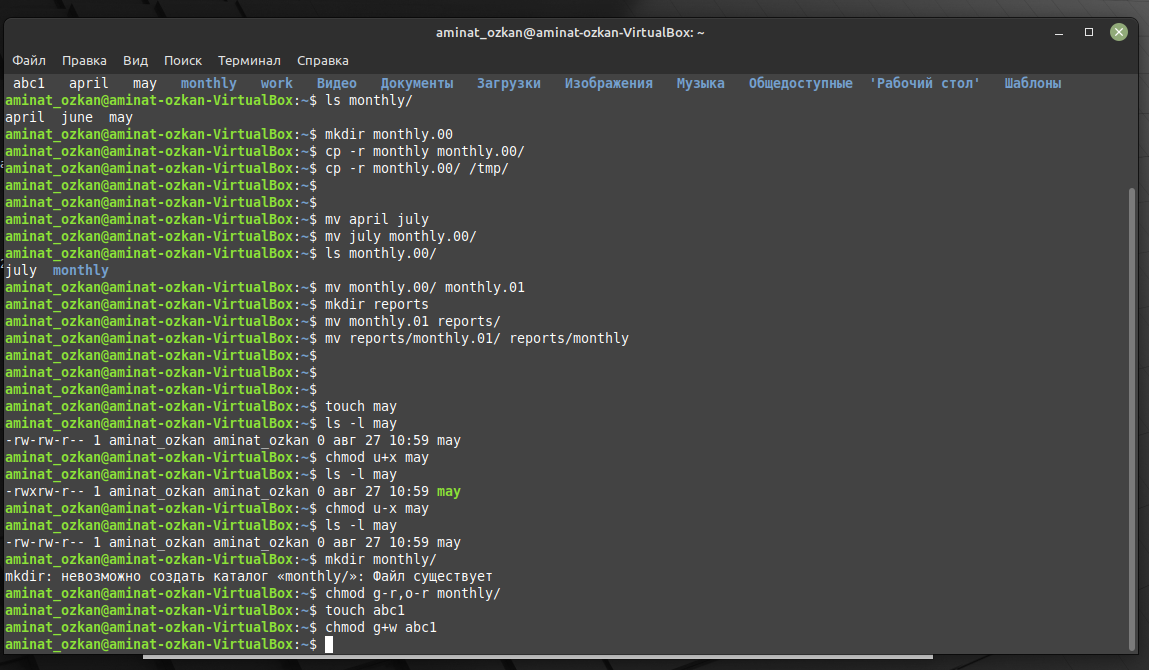 aminat_ozkan@aminat-ozkan-VirtualBox: ~
Файл Правка Вид Поиск Терминал Справка
abc1 april may monthly work Видео Документы Загрузки Изображения Музыка Общедоступные 'Рабочий стол' Шаблоны
aminat_ozkan@aminat-ozkan-VirtualBox:~$ ls monthly/
april june may
aminat_ozkan@aminat-ozkan-VirtualBox:~$ mkdir monthly.00
aminat_ozkan@aminat-ozkan-VirtualBox:~$ cp -r monthly monthly.00/
aminat_ozkan@aminat-ozkan-VirtualBox:~$ cp -r monthly.00/ /tmp/
aminat_ozkan@aminat-ozkan-VirtualBox:~$
aminat_ozkan@aminat-ozkan-VirtualBox:~$
aminat_ozkan@aminat-ozkan-VirtualBox:~$ mv april july
aminat_ozkan@aminat-ozkan-VirtualBox:~$ mv july monthly.00/
aminat_ozkan@aminat-ozkan-VirtualBox:~$ ls monthly.00/
july monthly
aminat_ozkan@aminat-ozkan-VirtualBox:~$ mv monthly.00/ monthly.01
aminat_ozkan@aminat-ozkan-VirtualBox:~$ mkdir reports
aminat_ozkan@aminat-ozkan-VirtualBox:~$ mv monthly.01 reports/
aminat_ozkan@aminat-ozkan-VirtualBox:~$ mv reports/monthly.01/ reports/monthly
aminat_ozkan@aminat-ozkan-VirtualBox:~$
aminat_ozkan@aminat-ozkan-VirtualBox:~$
aminat_ozkan@aminat-ozkan-VirtualBox:~$
aminat_ozkan@aminat-ozkan-VirtualBox:~$ touch may
aminat_ozkan@aminat-ozkan-VirtualBox:~$ ls -l may
-rw-rw-r-- 1 aminat_ozkan aminat_ozkan 0 авг 27 10:59 may
aminat_ozkan@aminat-ozkan-VirtualBox:~$ chmod u+x may
aminat_ozkan@aminat-ozkan-VirtualBox:~$ ls -l may
-rwxrw-r-- 1 aminat_ozkan aminat_ozkan 0 авг 27 10:59 may
aminat_ozkan@aminat-ozkan-VirtualBox:~$ chmod u-x may
aminat_ozkan@aminat-ozkan-VirtualBox:~$ ls -l may
-rw-rw-r-- 1 aminat_ozkan aminat_ozkan 0 авг 27 10:59 may
aminat_ozkan@aminat-ozkan-VirtualBox:~$ mkdir monthly/
mkdir: невозможно создать каталог «monthly/»: Файл существует
aminat_ozkan@aminat-ozkan-VirtualBox:~$ chmod g-r,o-r monthly/
aminat_ozkan@aminat-ozkan-VirtualBox:~$ touch abc1
aminat_ozkan@aminat-ozkan-VirtualBox:~$ chmod g+w abc1
aminat_ozkan@aminat-ozkan-VirtualBox:~$